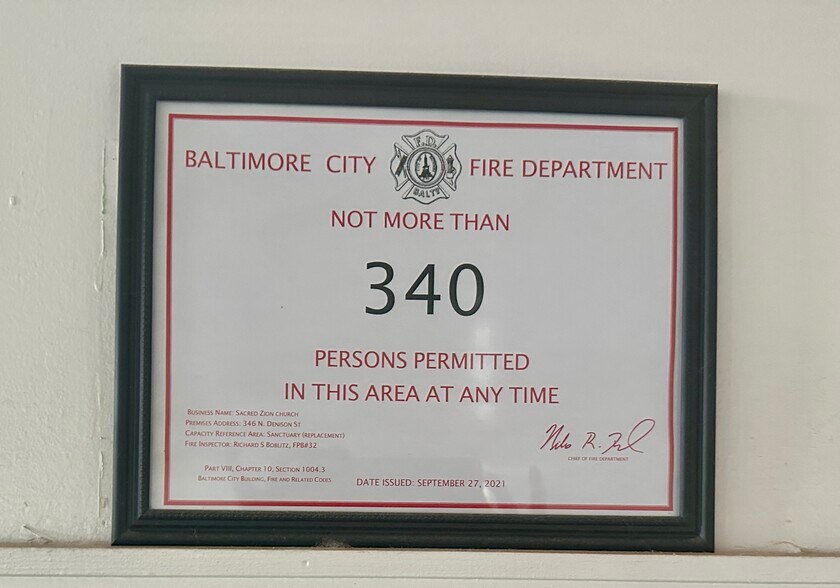 BALTIMORE CITY F.D. BALTO FIRE DEPARTMENT
NOT MORE THAN
340
PERSONS PERMITTED
IN THIS AREA AT ANY TIME
BUSINESS NAME: SACRED ZION CHURCH
PREMISES ADDRESS: 346 N. DENISON ST
CAPACITY REFERENCE AREA: SANCTUARY (REPLACEMENT)
FIRE INSPECTOR: RICHARD S BOBLITZ, FPB#32
CHIEF OF FIRE DEPARTMENT
PART VIII, CHAPTER 10, SECTION 1004.3
BALTIMORE CITY BUILDING, FIRE AND RELATED CODES
DATE ISSUED: SEPTEMBER 27, 2021